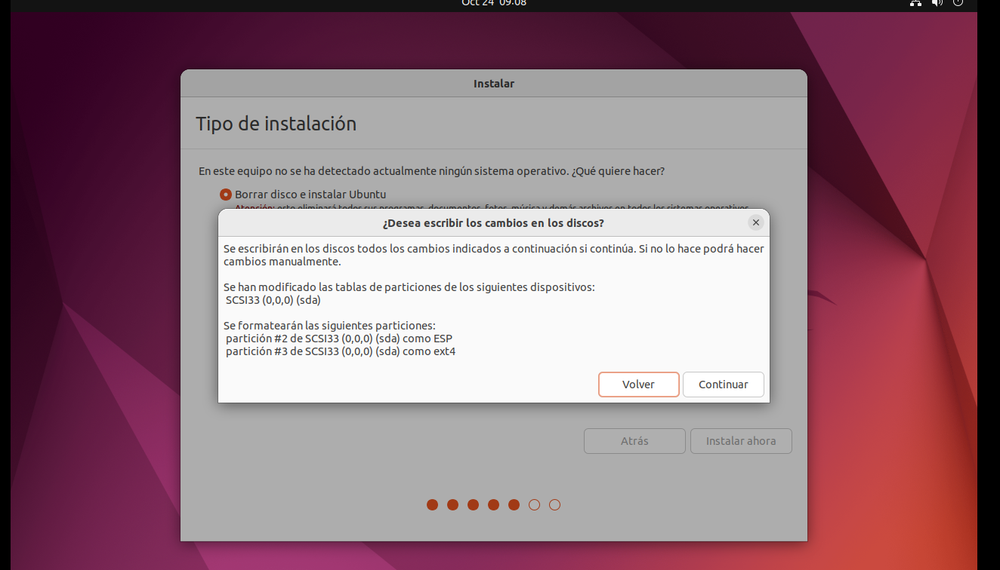 Oct 24 09:08
Instalar
Tipo de instalación
En este equipo no se ha detectado actualmente ningún sistema operativo. ¿Qué quiere hacer?
Borrar disco e instalar Ubuntu
Atención: esto eliminará todos sus programas, documentos, fotos, música y demás archivos en todos los sistemas operativos.
¿Desea escribir los cambios en los discos?
Se escribirán en los discos todos los cambios indicados a continuación si continúa. Si no lo hace podrá hacer
cambios manualmente.
Se han modificado las tablas de particiones de los siguientes dispositivos:
SCSI33 (0,0,0) (sda)
Se formatearán las siguientes particiones:
partición #2 de SCSI33 (0,0,0) (sda) como ESP
partición #3 de SCSI33 (0,0,0) (sda) como ext4
Volver Continuar
Atrás Instalar ahora